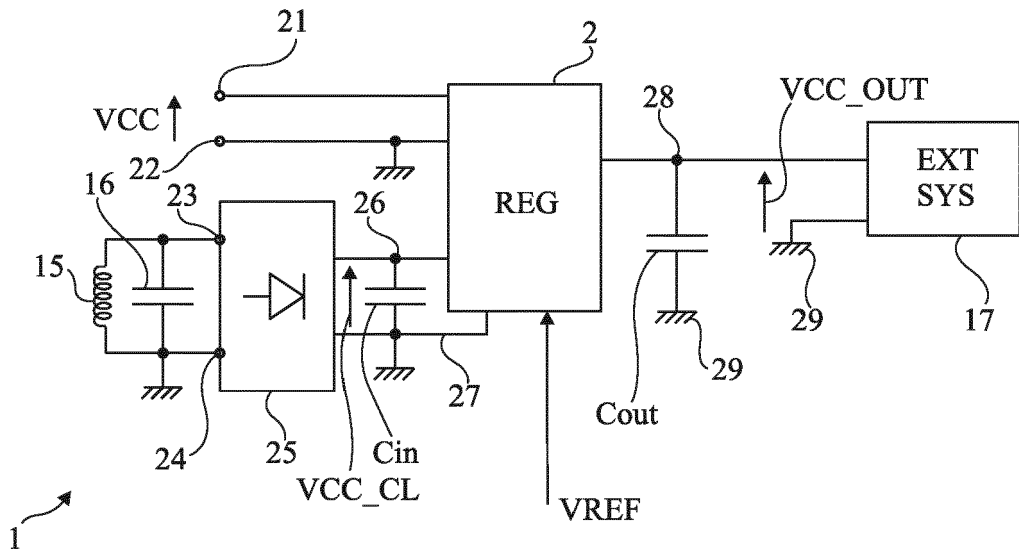 21
2
VCC
28
VCC_OUT
22
EXT
SYS
16
23
26
REG
15
29
17
27
29
24
25
Cin
Cout
VCC_CL
VREF
1